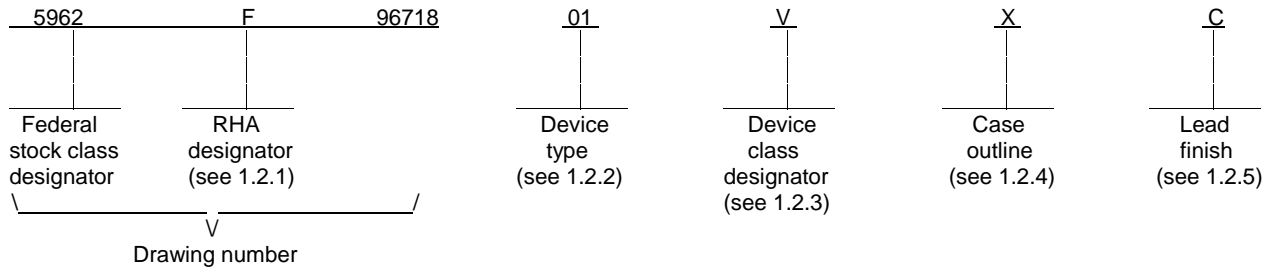 5962 F 96718 01 V X C
Federal stock class designator
RHA designator (see 1.2.1)
Device type (see 1.2.2)
Device class designator (see 1.2.3)
Case outline (see 1.2.4)
Lead finish (see 1.2.5)
Drawing number